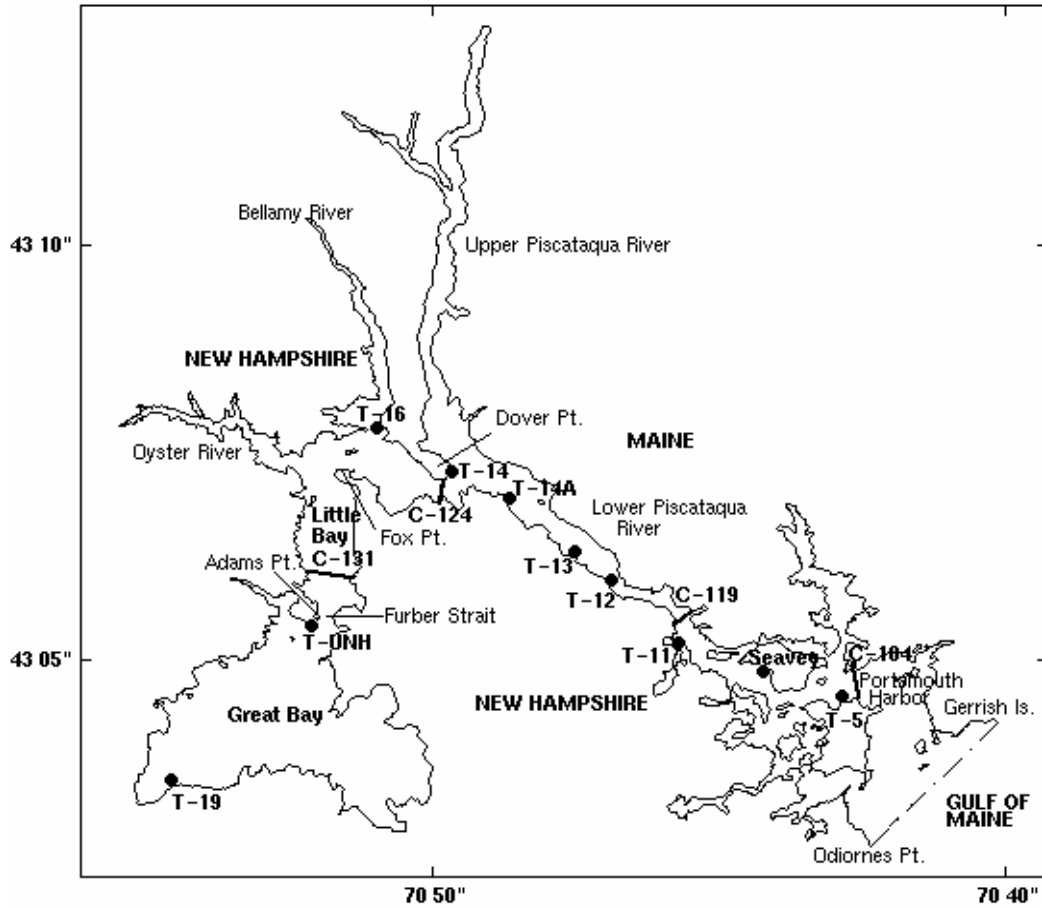 Bellamy River
43 10"
Upper Piscataqua River
NEW HAMPSHIRE
T-16
Dover Pt.
MAINE
Oyster River
T-14
T-14A
Little
Bay
C-124
Lower Piscataqua
River
Fox Pt.
C-131
Adams Pt.
T-13
T-12
C-119
Furber Strait
T-UNH
43 05"
T-11
Seavey
C-104
Portsmouth
Harbor
NEW HAMPSHIRE
Great Bay
T-5
Gerrish Is.
T-19
GULF OF
MAINE
Odiornes Pt.
70 50"
70 40"